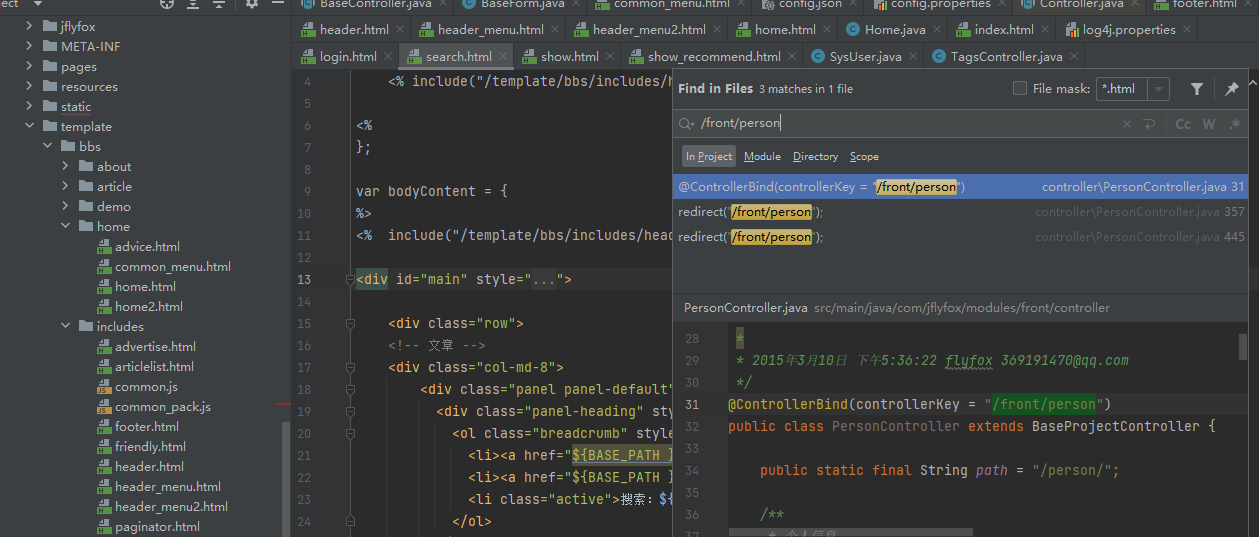 ect
BaseController.java
BaseForm.java
common_menu.html
config.json
config.properties
Controller.java
footer.html
header.html
header_menu.html
header_menu2.html
home.html
Home.java
index.html
log4j.properties
login.html
search.html
show.html
show_recommend.html
SysUser.java
TagsController.java
jflyfox
META-INF
pages
resources
static
template
bbs
about
article
demo
home
advice.html
common_menu.html
home.html
home2.html
includes
advertise.html
articlelist.html
common.js
common_pack.js
footer.html
friendly.html
header.html
header_menu.html
header_menu2.html
paginator.html
4 <% include("/template/bbs/includes/h
5
6 <%
7 };
8
9 var bodyContent = {
10 %>
11 <%  include("/template/bbs/includes/head
12
13 <div id="main" style="...">
14
15 <div class="row">
16 <!-- 文章 -->
17 <div class="col-md-8">
18 <div class="panel panel-default"
19 <div class="panel-heading" sty
20 <ol class="breadcrumb" style
21 <li><a href="${BASE_PATH }
22 <li><a href="${BASE_PATH }
23 <li class="active">搜索: $
24 </ol>
Find in Files 3 matches in 1 file
File mask: *.html
/front/person
Cc W .*
In Project Module Directory Scope
@ControllerBind(controllerKey = "/front/person") controller\PersonController.java 31
redirect("/front/person"); controller\PersonController.java 357
redirect("/front/person"); controller\PersonController.java 445
PersonController.java src/main/java/com/jflyfox/modules/front/controller
28 *
29 * 2015年3月10日 下午5:36:22 flyfox 369191470@qq.com
30 */
31 @ControllerBind(controllerKey = "/front/person")
32 public class PersonController extends BaseProjectController {
33
34 public static final String path = "/person/";
35
36 /**
37 * 个人信息